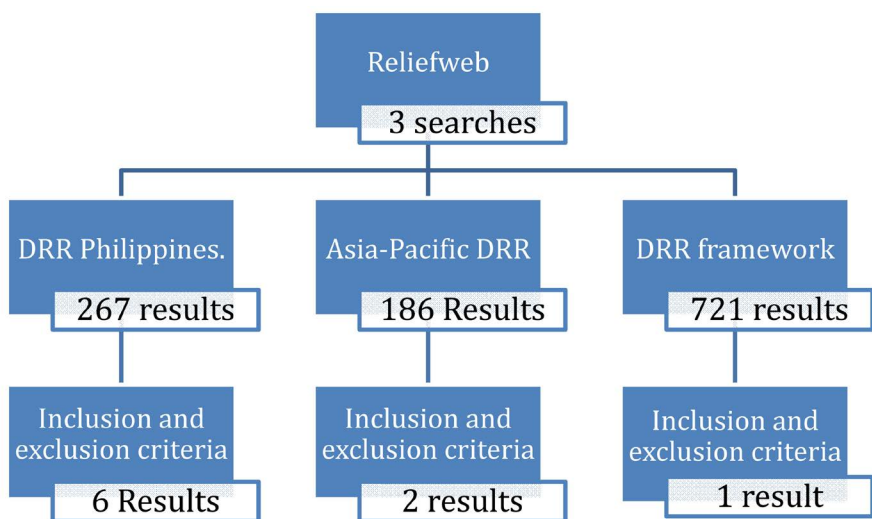 Reliefweb
3 searches
DRR Philippines.
267 results
Asia-Pacific DRR
186 Results
DRR framework
721 results
Inclusion and
exclusion criteria
6 Results
Inclusion and
exclusion criteria
2 results
Inclusion and
exclusion criteria
1 result